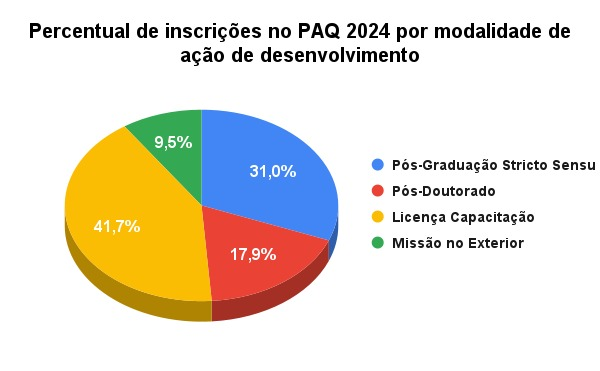 Percentual de inscrições no PAQ 2024 por modalidade de
ação de desenvolvimento
9,5%
31,0%
41,7%
17,9%
Pós-Graduação Stricto Sensu
Pós-Doutorado
Licença Capacitação
Missão no Exterior